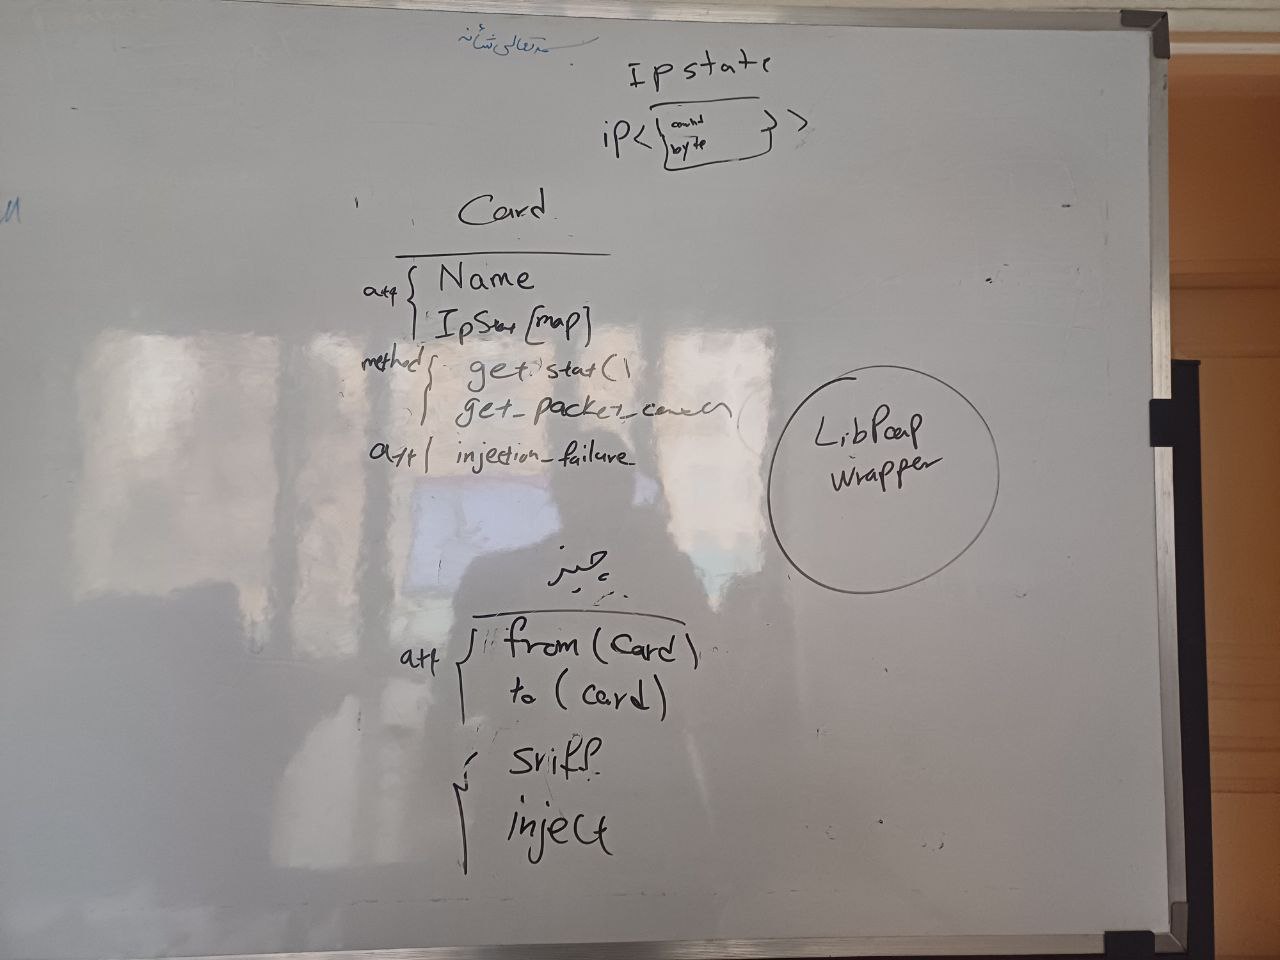 بسمه تعالی شأنه
Ipstate
ip< { count
byte } >
Card
att { Name
IpStat [map]
method { get stat()
get_packet_count
att { injection_failure
چیز
att { from (Card)
to (Card)
{ sniff
inject
LibPcap
wrapper